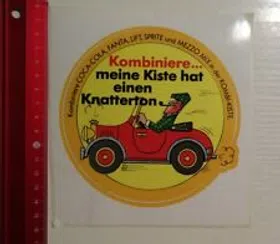 Kombiniere COCA-COLA, FANTA, LIFT, SPRITE und MEZZO MIX in der KOMBI-KISTE.
Kombiniere...
meine Kiste hat
einen
Knatterton.